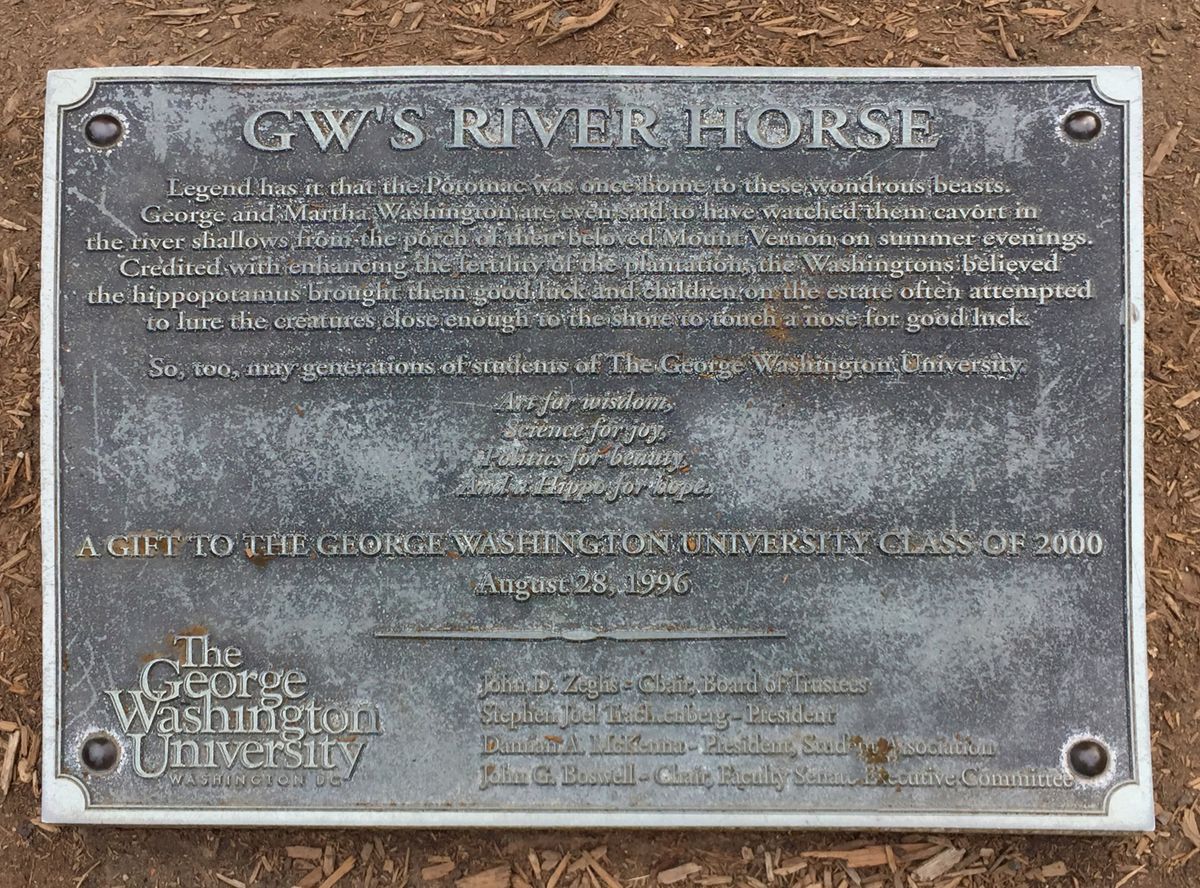 GW'S RIVER HORSE
Legend has it that the Potomac was once home to these wondrous beasts.
George and Martha Washington are even said to have watched them cavort in
the river shallows from the porch of their beloved Mount Vernon on summer evenings.
Credited with enhancing the fertility of the plantation, the Washingtons believed
the hippopotamus brought them good luck and children on the estate often attempted
to lure the creatures close enough to the shore to touch a nose for good luck.
So, too, may generations of students of The George Washington University.
Art for wisdom,
Science for joy,
Politics for beauty,
And a Hippo for hope.
A GIFT TO THE GEORGE WASHINGTON UNIVERSITY CLASS OF 2000
August 28, 1996
The
George
Washington
University
WASHINGTON DC
John D. Zeglis - Chair, Board of Trustees
Stephen Joel Trachtenberg - President
Damian A. McKenna - President, Student Association
John G. Boswell - Chair, Faculty Senate Executive Committee